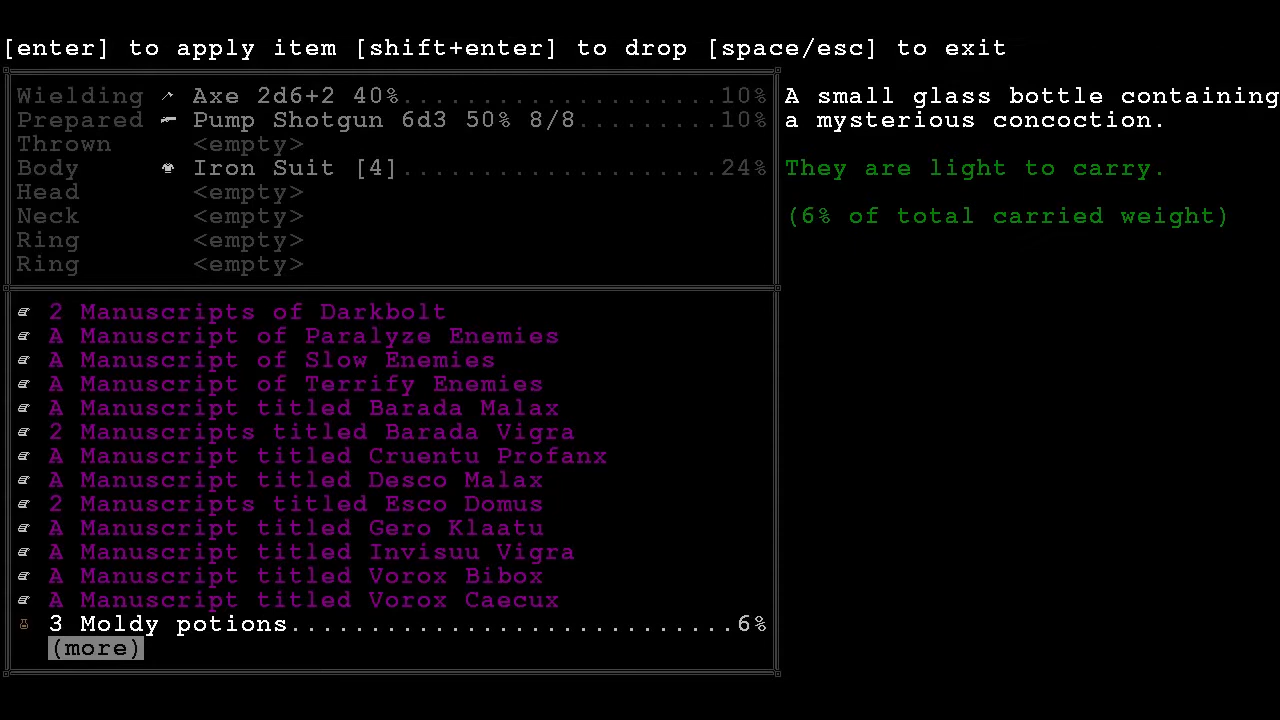 [enter] to apply item [shift+enter] to drop [space/esc] to exit
Wielding Axe 2d6+2 40%....................10%
Prepared Pump Shotgun 6d3 50% 8/8.........10%
Thrown <empty>
Body Iron Suit [4]....................24%
Head <empty>
Neck <empty>
Ring <empty>
Ring <empty>
2 Manuscripts of Darkbolt
A Manuscript of Paralyze Enemies
A Manuscript of Slow Enemies
A Manuscript of Terrify Enemies
A Manuscript titled Barada Malax
2 Manuscripts titled Barada Vigra
A Manuscript titled Cruentu Profanx
A Manuscript titled Desco Malax
2 Manuscripts titled Esco Domus
A Manuscript titled Gero Klaatu
A Manuscript titled Invisuu Vigra
A Manuscript titled Vorox Bibox
A Manuscript titled Vorox Caecux
3 Moldy potions............................6%
(more)
A small glass bottle containing
a mysterious concoction.
They are light to carry.
(6% of total carried weight)